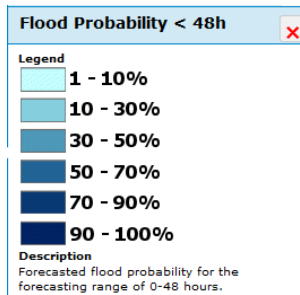 Flood Probability < 48h
Legend
1 - 10%
10 - 30%
30 - 50%
50 - 70%
70 - 90%
90 - 100%
Description
Forecasted flood probability for the
forecasting range of 0-48 hours.